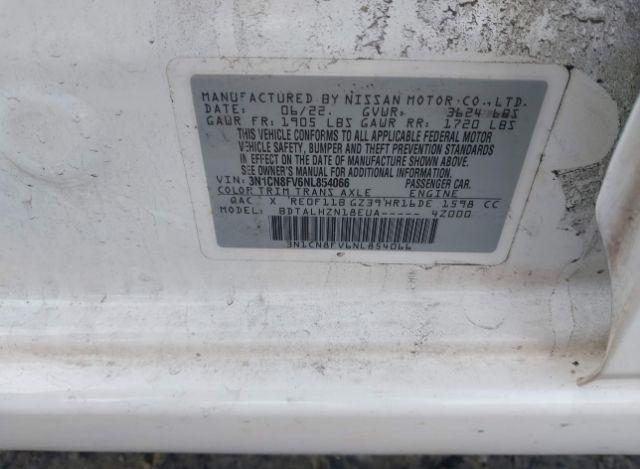 MANUFACTURED BY NISSAN MOTOR CO., LTD.
DATE: 06/22. GVWR: 3624 LBS
GAWR FR: 1905 LBS GAWR RR: 1720 LBS
THIS VEHICLE CONFORMS TO ALL APPLICABLE FEDERAL MOTOR
VEHICLE SAFETY, BUMPER AND THEFT PREVENTION STANDARDS
IN EFFECT ON THE DATE OF MANUFACTURE SHOWN ABOVE.
SEE OWNER'S MANUAL FOR ADDITIONAL INFORMATION.
VIN: 3N1CN8FV6NL854066 PASSENGER CAR
COLOR TRIM TRANS AXLE ENGINE
QAC X RE0F11B GZ39 HR16DE 1598 CC
MODEL: BDTALHZN18EUA----- 4Z000
3N1CN8FV6NL854066